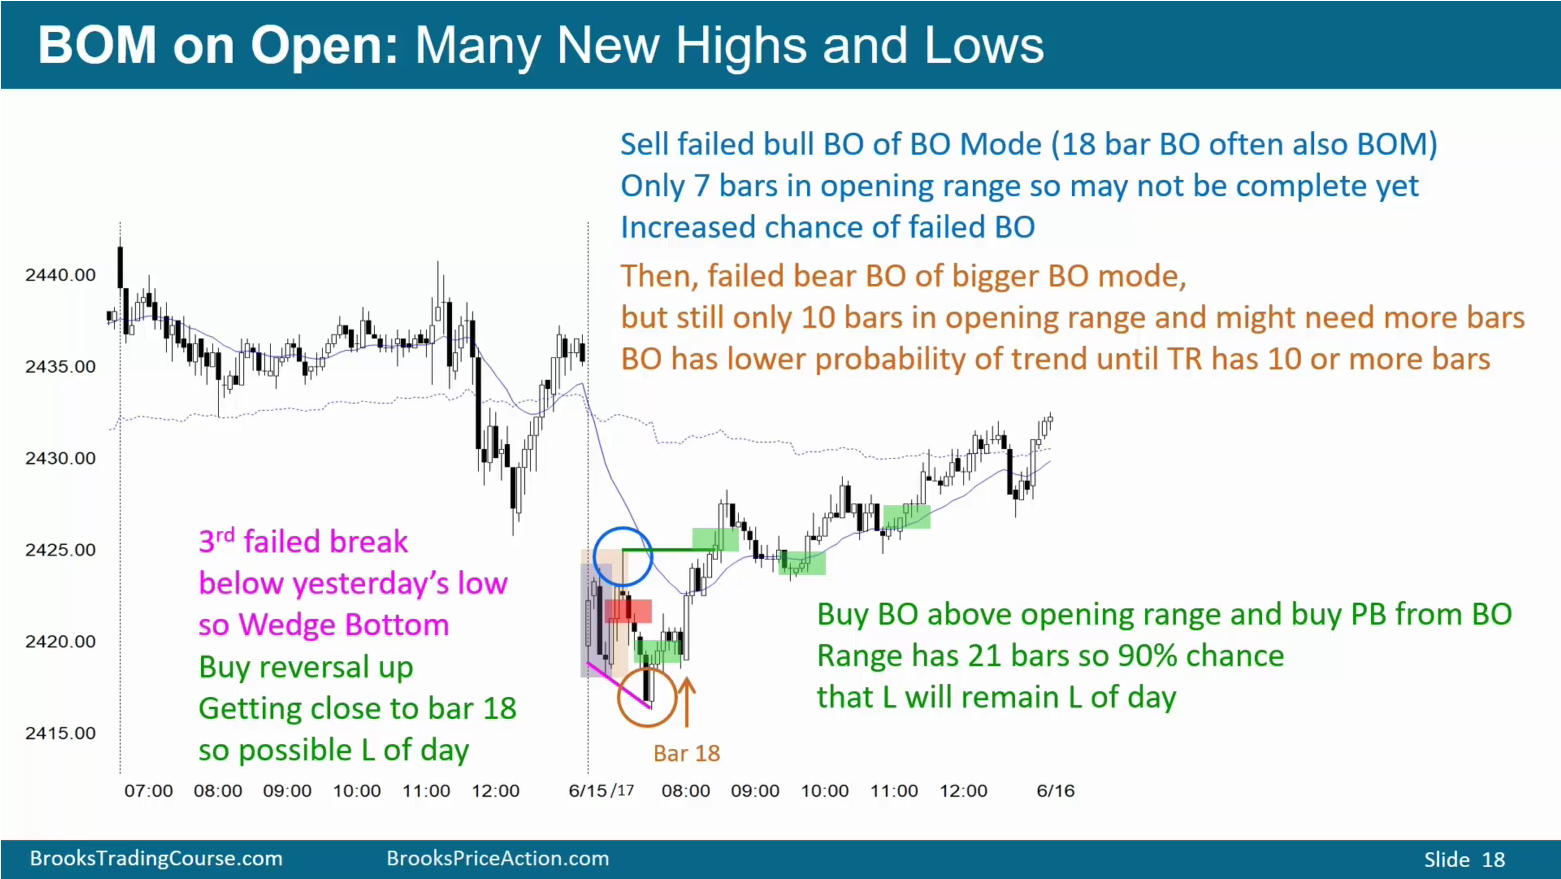 BOM on Open: Many New Highs and Lows
Sell failed bull BO of BO Mode (18 bar BO often also BOM)
Only 7 bars in opening range so may not be complete yet
Increased chance of failed BO
Then, failed bear BO of bigger BO mode,
but still only 10 bars in opening range and might need more bars
BO has lower probability of trend until TR has 10 or more bars
2440.00
2435.00
2430.00
2425.00
2420.00
2415.00
3rd failed break
below yesterday's low
so Wedge Bottom
Buy reversal up
Getting close to bar 18
so possible L of day
Buy BO above opening range and buy PB from BO
Range has 21 bars so 90% chance
that L will remain L of day
Bar 18
07:00 08:00 09:00 10:00 11:00 12:00 6/15/17 08:00 09:00 10:00 11:00 12:00 6/16
BrooksTradingCourse.com BrooksPriceAction.com Slide 18